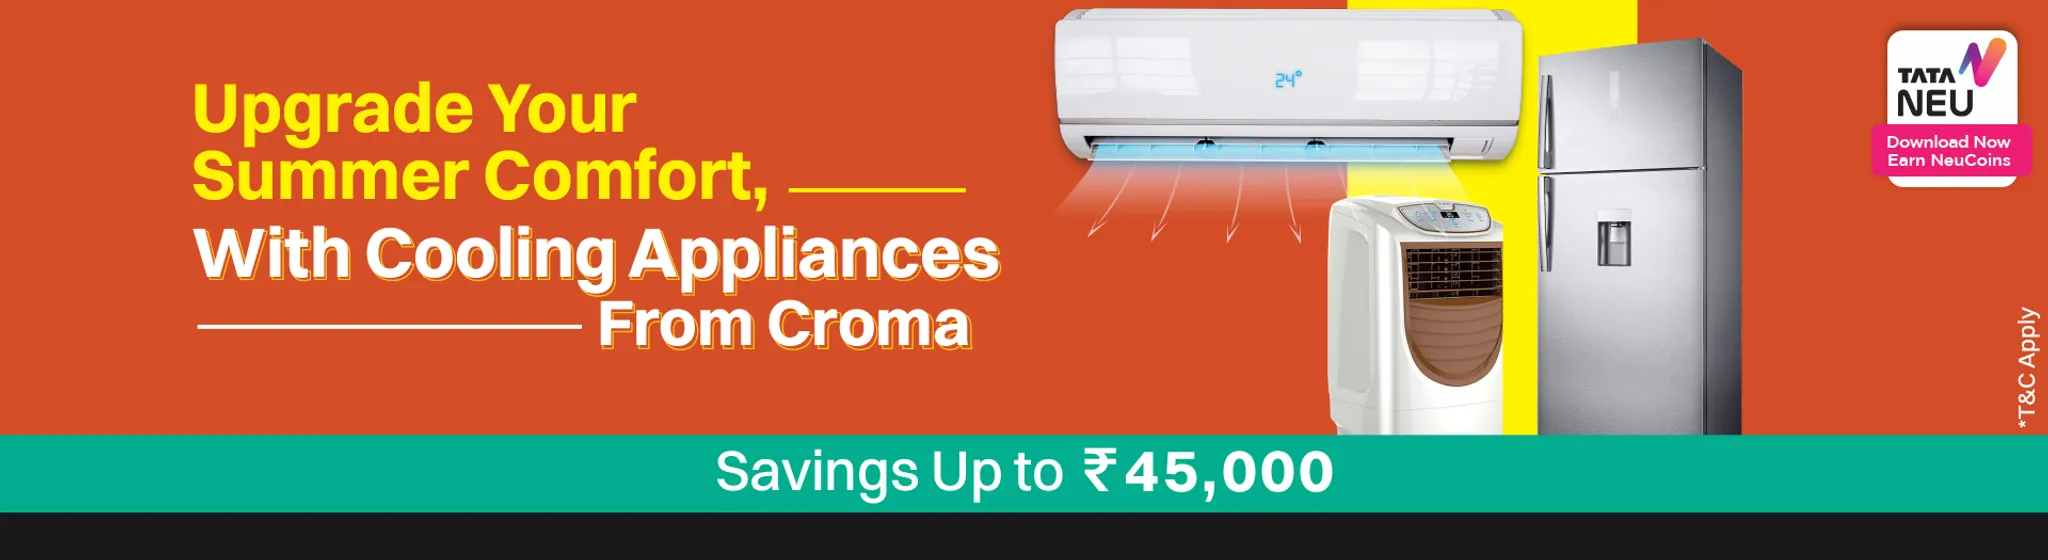 Upgrade Your
Summer Comfort,
With Cooling Appliances
From Croma
24°
TATA
NEU
Download Now
Earn NeuCoins
*T&C Apply
Savings Up to ₹45,000